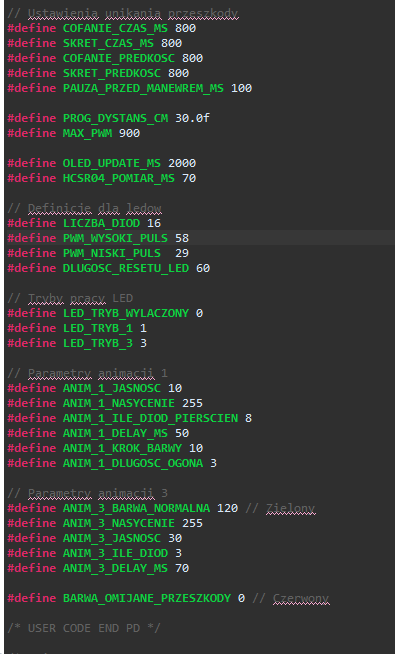 // Ustawienia unikania przeszkody
#define COFANIE_CZAS_MS 800
#define SKRET_CZAS_MS 800
#define COFANIE_PREDKOSC 800
#define SKRET_PREDKOSC 800
#define PAUZA_PRZED_MANEWREM_MS 100
#define PROG_DYSTANS_CM 30.0f
#define MAX_PWM 900
#define OLED_UPDATE_MS 2000
#define HCSR04_POMIAR_MS 70
// Definicje dla ledow
#define LICZBA_DIOD 16
#define PWM_WYSOKI_PULS 58
#define PWM_NISKI_PULS  29
#define DLUGOSC_RESETU_LED 60
// Tryby pracy LED
#define LED_TRYB_WYLACZONY 0
#define LED_TRYB_1 1
#define LED_TRYB_3 3
// Parametry animacji 1
#define ANIM_1_JASNOSC 10
#define ANIM_1_NASYCENIE 255
#define ANIM_1_ILE_DIOD_PIERSCIEN 8
#define ANIM_1_DELAY_MS 50
#define ANIM_1_KROK_BARWY 10
#define ANIM_1_DLUGOSC_OGONA 3
// Parametry animacji 3
#define ANIM_3_BARWA_NORMALNA 120 // Zielony
#define ANIM_3_NASYCENIE 255
#define ANIM_3_JASNOSC 30
#define ANIM_3_ILE_DIOD 3
#define ANIM_3_DELAY_MS 70
#define BARWA_OMIJANE_PRZESZKODY 0 // Czerwony
/* USER CODE END PD */